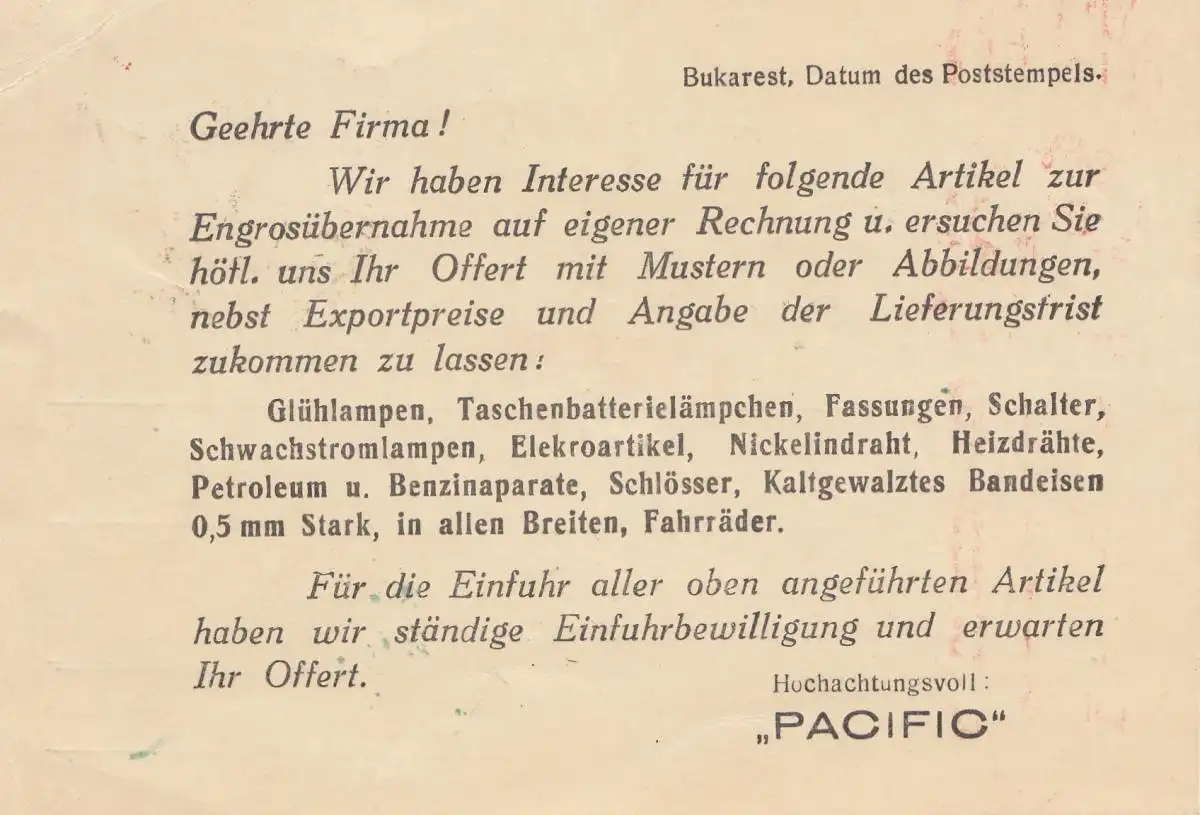 Bukarest, Datum des Poststempels.
Geehrte Firma!
Wir haben Interesse für folgende Artikel zur
Engrosübernahme auf eigener Rechnung u. ersuchen Sie
höfl. uns Ihr Offert mit Mustern oder Abbildungen,
nebst Exportpreise und Angabe der Lieferungsfrist
zukommen zu lassen:
Glühlampen, Taschenbatterielämpchen, Fassungen, Schalter,
Schwachstromlampen, Elekroartikel, Nickelindraht, Heizdrähte,
Petroleum u. Benzinaparate, Schlösser, Kaltgewalztes Bandeisen
0,5 mm Stark, in allen Breiten, Fahrräder.
Für die Einfuhr aller oben angeführten Artikel
haben wir ständige Einfuhrbewilligung und erwarten
Ihr Offert.
Hochachtungsvoll:
„PACIFIC“